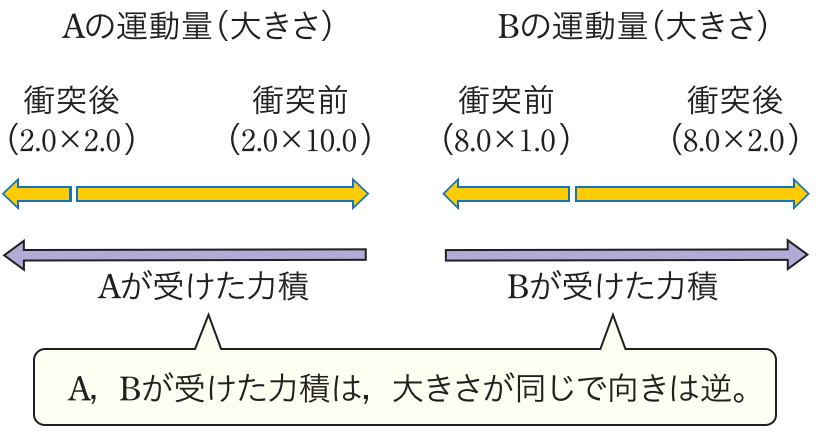 Aの運動量（大きさ）
衝突後
（2.0×2.0）
衝突前
（2.0×10.0）
Aが受けた力積
Bの運動量（大きさ）
衝突前
（8.0×1.0）
衝突後
（8.0×2.0）
Bが受けた力積
A，Bが受けた力積は，大きさが同じで向きは逆。